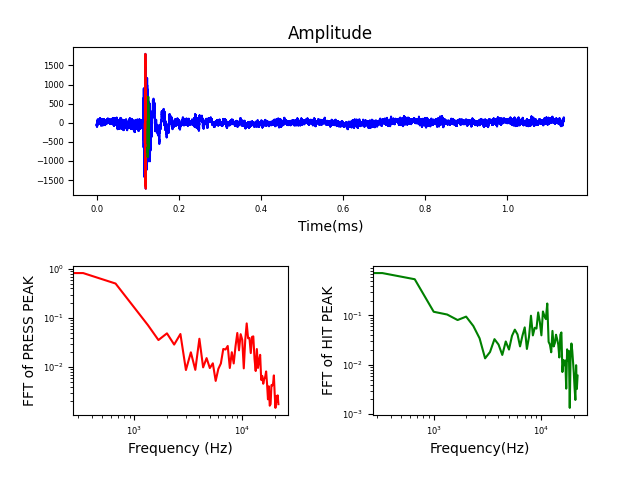 Amplitude
1500
1000
500
0
−500
−1000
−1500
0.0 0.2 0.4 0.6 0.8 1.0
Time(ms)
FFT of PRESS PEAK
10⁰
10⁻¹
10⁻²
10³ 10⁴
Frequency (Hz)
FFT of HIT PEAK
10⁻¹
10⁻²
10⁻³
10³ 10⁴
Frequency(Hz)